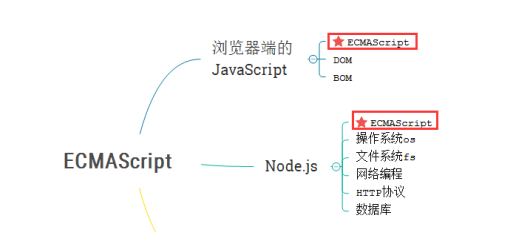 浏览器端的
JavaScript
ECMAScript
DOM
BOM
ECMAScript
Node.js
ECMAScript
操作系统os
文件系统fs
网络编程
HTTP协议
数据库